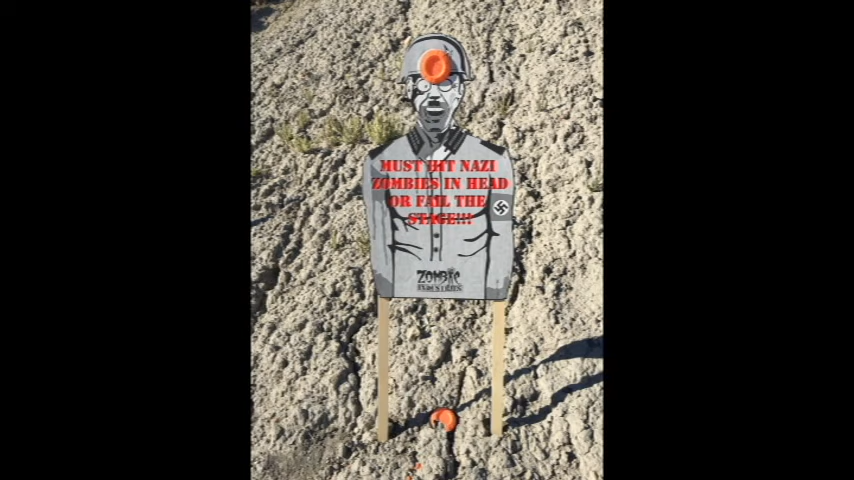 MUST HIT NAZI
ZOMBIES IN HEAD
OR FAIL THE
STAGE!!!
ZOMBIE
INDUSTRIES